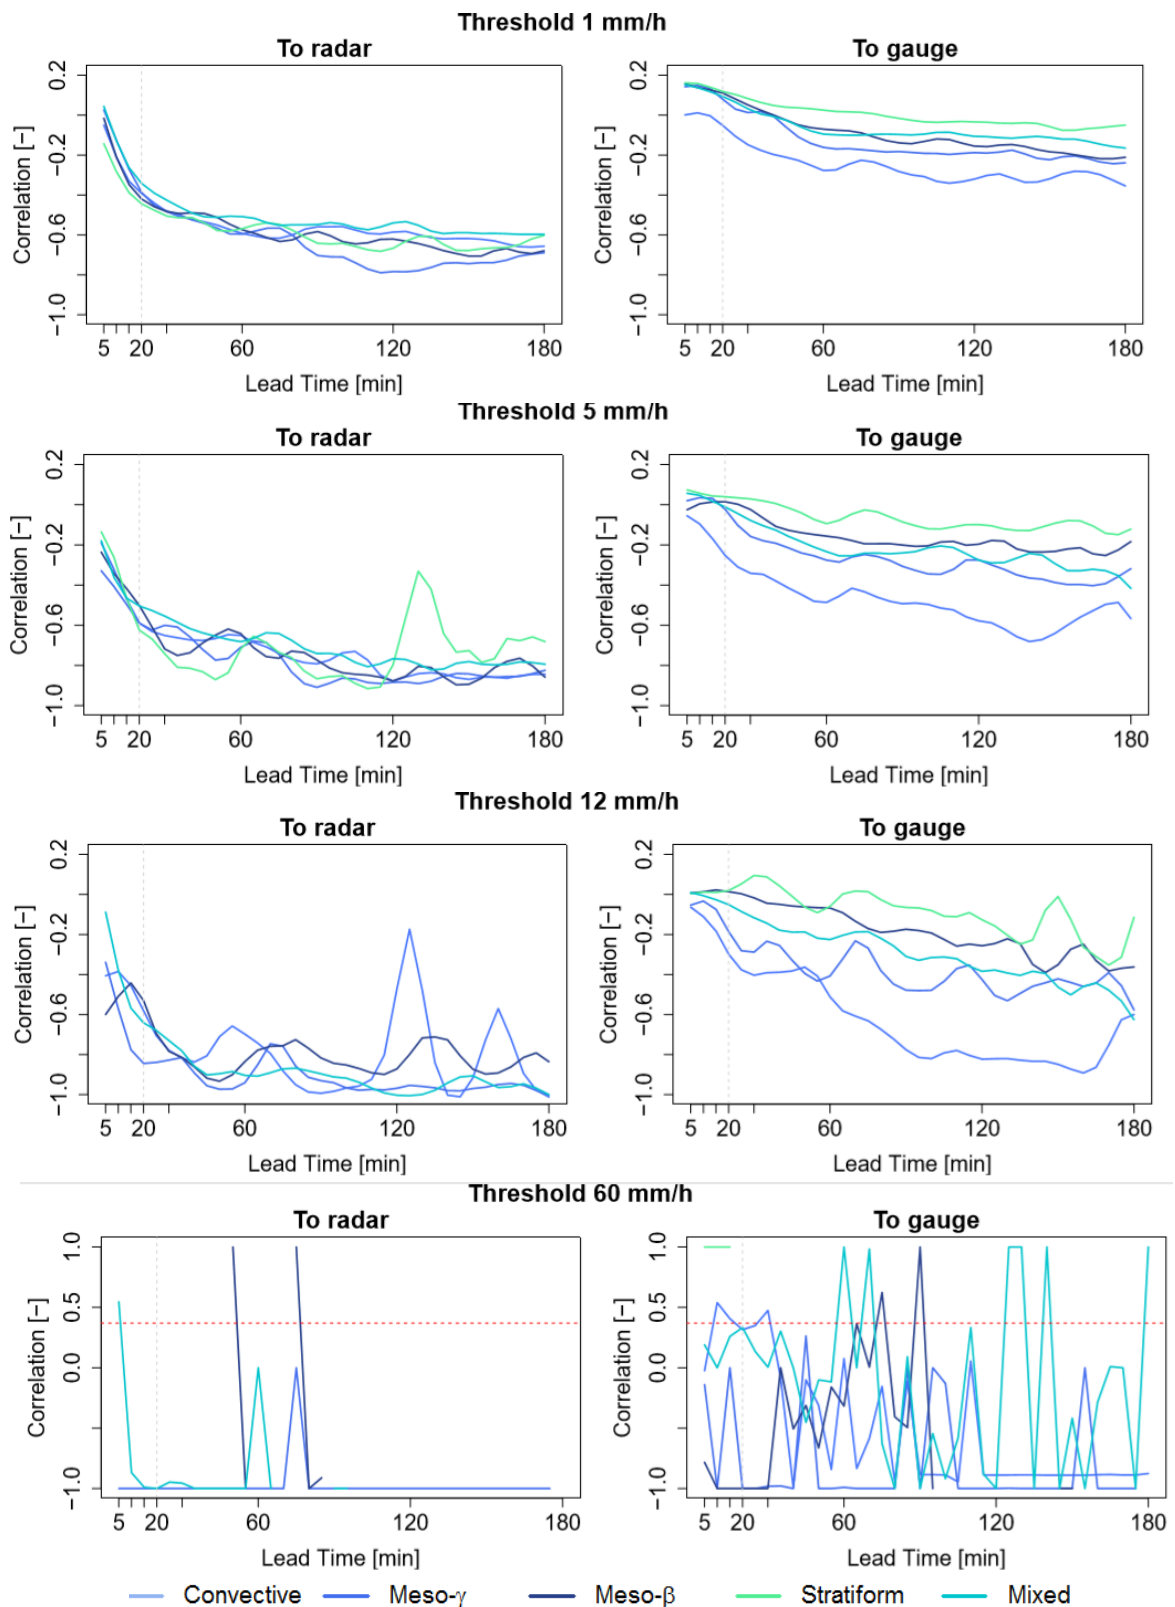 Threshold 1 mm/h
To radar
To gauge
Correlation [−]
0.2
−0.2
−0.6
−1.0
5 20 60 120 180
Lead Time [min]
Correlation [−]
0.2
−0.2
−0.6
−1.0
5 20 60 120 180
Lead Time [min]
Threshold 5 mm/h
To radar
To gauge
Correlation [−]
0.2
−0.2
−0.6
−1.0
5 20 60 120 180
Lead Time [min]
Correlation [−]
0.2
−0.2
−0.6
−1.0
5 20 60 120 180
Lead Time [min]
Threshold 12 mm/h
To radar
To gauge
Correlation [−]
0.2
−0.2
−0.6
−1.0
5 20 60 120 180
Lead Time [min]
Correlation [−]
0.2
−0.2
−0.6
−1.0
5 20 60 120 180
Lead Time [min]
Threshold 60 mm/h
To radar
To gauge
Correlation [−]
1.0
0.5
0.0
−1.0
5 20 60 120 180
Lead Time [min]
Correlation [−]
1.0
0.5
0.0
−1.0
5 20 60 120 180
Lead Time [min]
Convective Meso-γ Meso-β Stratiform Mixed